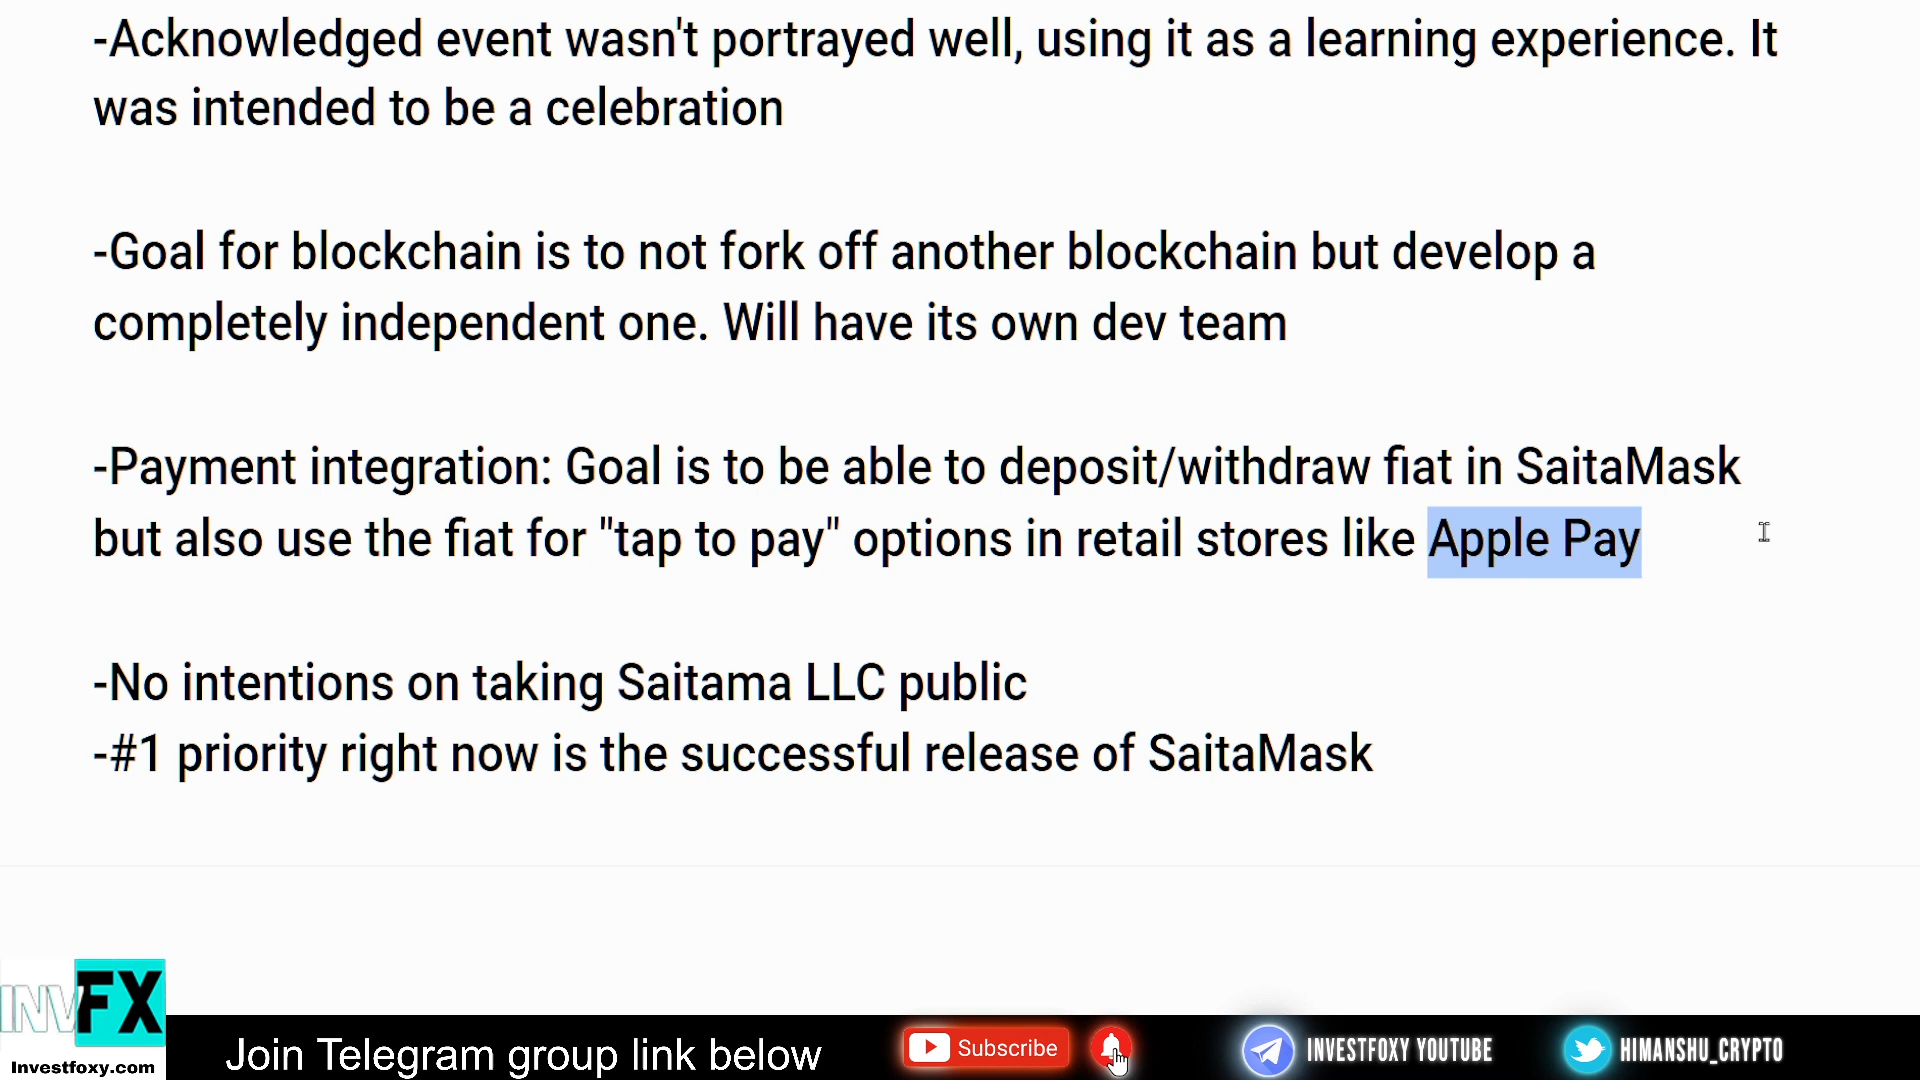 -Acknowledged event wasn't portrayed well, using it as a learning experience. It
was intended to be a celebration
-Goal for blockchain is to not fork off another blockchain but develop a
completely independent one. Will have its own dev team
-Payment integration: Goal is to be able to deposit/withdraw fiat in SaitaMask
but also use the fiat for "tap to pay" options in retail stores like Apple Pay
-No intentions on taking Saitama LLC public
-#1 priority right now is the successful release of SaitaMask
INVFX
Investfoxy.com
Join Telegram group link below
Subscribe
INVESTFOXY YOUTUBE
HIMANSHU_CRYPTO